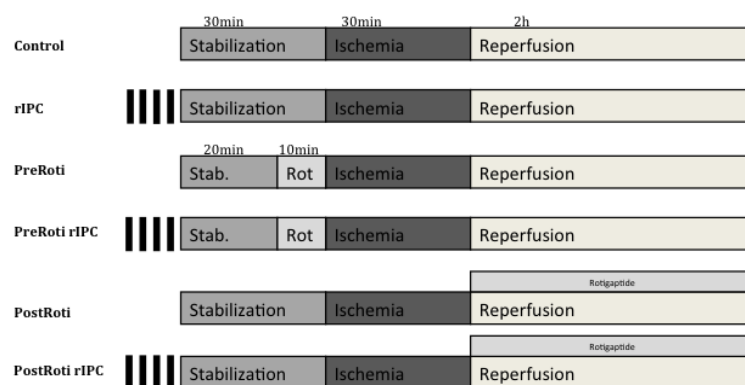 30min 30min 2h
Control Stabilization Ischemia Reperfusion
rIPC Stabilization Ischemia Reperfusion
20min 10min
PreRoti Stab. Rot Ischemia Reperfusion
PreRoti rIPC Stab. Rot Ischemia Reperfusion
Rotigaptide
PostRoti Stabilization Ischemia Reperfusion
Rotigaptide
PostRoti rIPC Stabilization Ischemia Reperfusion